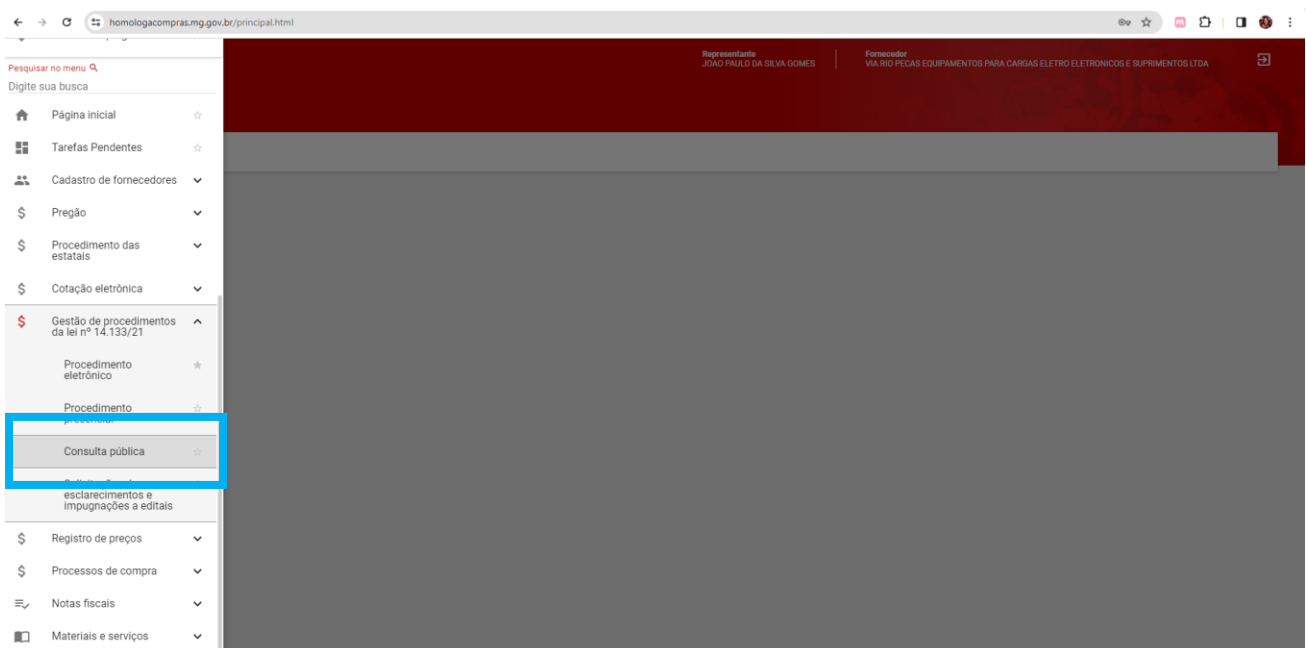 homologacompras.mg.gov.br/principal.html
Representante
JOAO PAULO DA SILVA GOMES
Fornecedor
VIA RIO PECAS EQUIPAMENTOS PARA CARGAS ELETRO ELETRONICOS E SUPRIMENTOS LTDA
Pesquisar no menu
Digite sua busca
Página inicial
Tarefas Pendentes
Cadastro de fornecedores
Pregão
Procedimento das
estatais
Cotação eletrônica
Gestão de procedimentos
da lei nº 14.133/21
Procedimento
eletrônico
Procedimento
Consulta pública
esclarecimentos e
impugnações a editais
Registro de preços
Processos de compra
Notas fiscais
Materiais e serviços